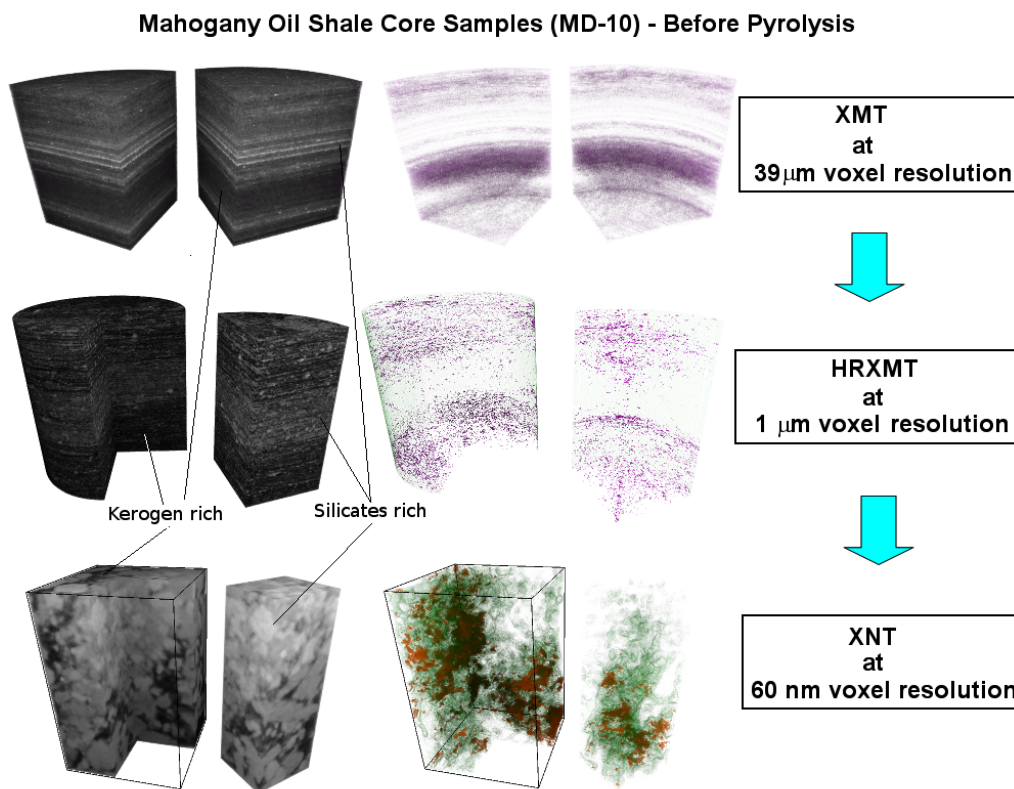 Mahogany Oil Shale Core Samples (MD-10) - Before Pyrolysis
XMT
at
39μm voxel resolution
HRXMT
at
1 μm voxel resolution
Kerogen rich
Silicates rich
XNT
at
60 nm voxel resolution